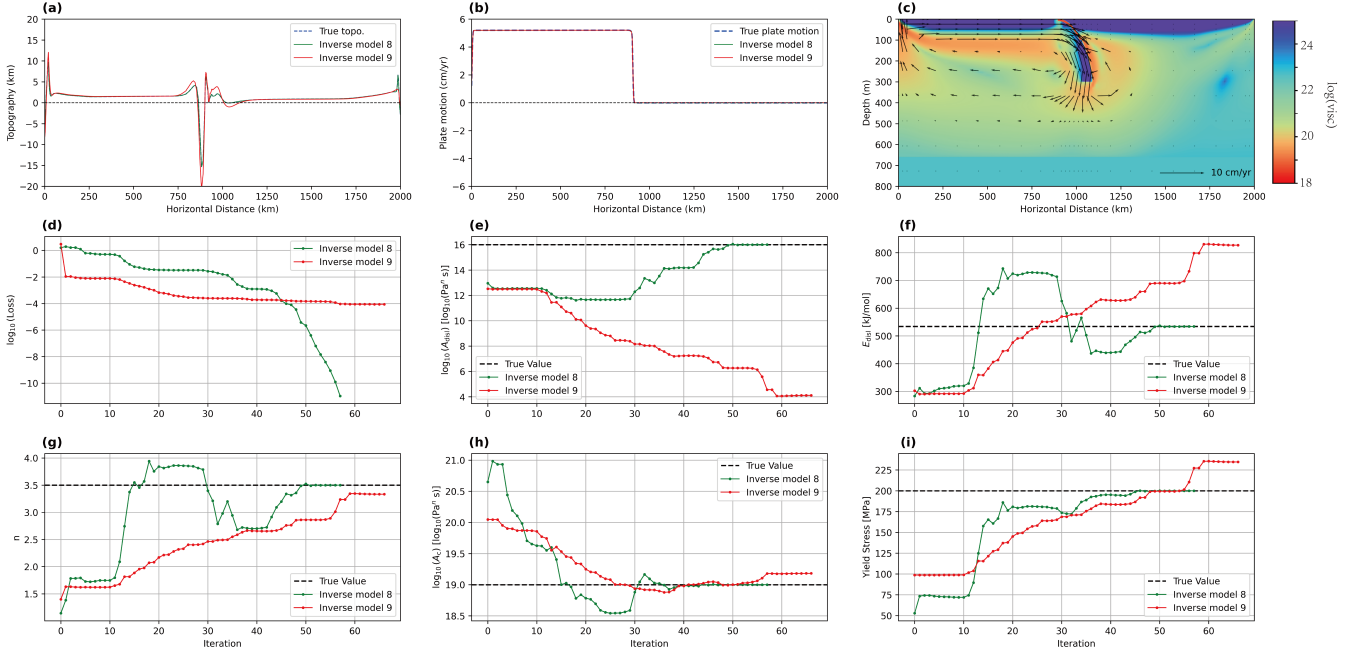 (a)
20
15
10
5
0
−5
−10
−15
−20
Topography (km)
0 250 500 750 1000 1250 1500 1750 2000
Horizontal Distance (km)
True topo.
Inverse model 8
Inverse model 9
(b)
6
4
2
0
−2
−4
−6
Plate motion (cm/yr)
0 250 500 750 1000 1250 1500 1750 2000
Horizontal Distance (km)
True plate motion
Inverse model 8
Inverse model 9
(c)
0
100
200
300
400
500
600
700
800
Depth (m)
0 250 500 750 1000 1250 1500 1750 2000
Horizontal Distance (km)
10 cm/yr
24
22
20
18
log(visc)
(d)
0
−2
−4
−6
−8
−10
log₁₀(Loss)
0 10 20 30 40 50 60
Inverse model 8
Inverse model 9
(e)
16
14
12
10
8
6
4
log₁₀(A_disl) [log₁₀(Paⁿ s)]
0 10 20 30 40 50 60
True Value
Inverse model 8
Inverse model 9
(f)
800
700
600
500
400
300
E_disl [kJ/mol]
0 10 20 30 40 50 60
True Value
Inverse model 8
Inverse model 9
(g)
4.0
3.5
3.0
2.5
2.0
1.5
n
0 10 20 30 40 50 60
Iteration
True Value
Inverse model 8
Inverse model 9
(h)
21.0
20.5
20.0
19.5
19.0
18.5
0 10 20 30 40 50 60
Iteration
True Value
Inverse model 8
Inverse model 9
(i)
225
200
175
150
125
100
75
50
Yield Stress [MPa]
0 10 20 30 40 50 60
Iteration
True Value
Inverse model 8
Inverse model 9